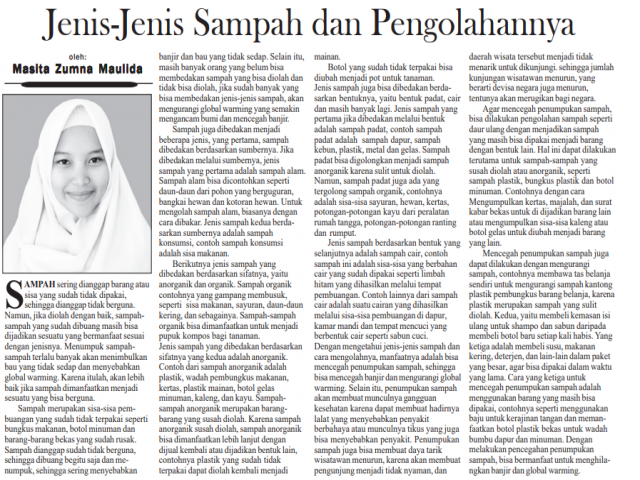 Jenis-Jenis Sampah dan Pengolahannya
oleh:
Masita Zumna Maulida
SAMPAH sering dianggap barang atau
sisa yang sudah tidak dipakai,
sehingga dianggap tidak berguna.
Namun, jika diolah dengan baik, sampah-
sampah yang sudah dibuang masih bisa
dijadikan sesuatu yang bermanfaat sesuai
dengan jenisnya. Menumpuk sampah-
sampah terlalu banyak akan menimbulkan
bau yang tidak sedap dan menyebabkan
global warming. Karena itulah, akan lebih
baik jika sampah dimanfaatkan menjadi
sesuatu yang bisa berguna.
Sampah merupakan sisa-sisa pem-
buangan yang sudah tidak terpakai seperti
bungkus makanan, botol minuman dan
barang-barang bekas yang sudah rusak.
Sampah dianggap sudah tidak berguna,
sehingga dibuang begitu saja dan me-
numpuk, sehingga sering menyebabkan
banjir dan bau yang tidak sedap. Selain itu,
masih banyak orang yang belum bisa
membedakan sampah yang bisa diolah dan
tidak bisa diolah, jika sudah banyak yang
bisa membedakan jenis-jenis sampah, akan
mengurangi global warming yang semakin
mengancam bumi dan mencegah banjir.
Sampah juga dibedakan menjadi
beberapa jenis, yang pertama, sampah
dibedakan berdasarkan sumbernya. Jika
dibedakan melalui sumbernya, jenis
sampah yang pertama adalah sampah alam.
Sampah alam bisa dicontohkan seperti
daun-daun dari pohon yang berguguran,
bangkai hewan dan kotoran hewan. Untuk
mengolah sampah alam, biasanya dengan
cara dibakar. Jenis sampah kedua berda-
sarkan sumbernya adalah sampah
konsumsi, contoh sampah konsumsi
adalah sisa makanan.
Berikutnya jenis sampah yang
dibedakan berdasarkan sifatnya, yaitu
anorganik dan organik. Sampah organik
contohnya yang gampang membusuk,
seperti sisa makanan, sayuran, daun-daun
kering, dan sebagainya. Sampah-sampah
organik bisa dimanfaatkan untuk menjadi
pupuk kompos bagi tanaman.
Jenis sampah yang dibedakan berdasarkan
sifatnya yang kedua adalah anorganik.
Contoh dari sampah anorganik adalah
plastik, wadah pembungkus makanan,
kertas, plastik mainan, botol gelas
minuman, kaleng, dan kayu. Sampah-
sampah anorganik merupakan barang-
barang yang susah diolah. Karena sampah
anorganik susah diolah, sampah anorganik
bisa dimanfaatkan lebih lanjut dengan
dijual kembali atau dijadikan bentuk lain,
contohnya plastik yang sudah tidak
terpakai dapat diolah kembali menjadi
mainan.
Botol yang sudah tidak terpakai bisa
diubah menjadi pot untuk tanaman.
Jenis sampah juga bisa dibedakan berda-
sarkan bentuknya, yaitu bentuk padat, cair
dan masih banyak lagi. Jenis sampah yang
pertama jika dibedakan melalui bentuk
adalah sampah padat, contoh sampah
padat adalah sampah dapur, sampah
kebun, plastik, metal dan gelas. Sampah
padat bisa digolongkan menjadi sampah
anorganik karena sulit untuk diolah.
Namun, sampah padat juga ada yang
tergolong sampah organik, contohnya
adalah sisa-sisa sayuran, hewan, kertas,
potongan-potongan kayu dari peralatan
rumah tangga, potongan-potongan ranting
dan rumput.
Jenis sampah berdasarkan bentuk yang
selanjutnya adalah sampah cair, contoh
sampah ini adalah sisa-sisa yang berbahan
cair yang sudah dipakai seperti limbah
hitam yang dihasilkan melalui tempat
pembuangan. Contoh lainnya dari sampah
cair adalah suatu cairan yang dihasilkan
melalui sisa-sisa pembuangan di dapur,
kamar mandi dan tempat mencuci yang
berbentuk cair seperti sabun cuci.
Dengan mengetahui jenis-jenis sampah dan
cara mengolahnya, manfaatnya adalah bisa
mencegah penumpukan sampah, sehingga
bisa mencegah banjir dan mengurangi global
warming. Selain itu, penumpukan sampah
akan membuat munculnya gangguan
kesehatan karena dapat membuat hadirnya
lalat yang menyebabkan penyakit
berbahaya atau munculnya tikus yang juga
bisa menyebabkan penyakit. Penumpukan
sampah juga bisa membuat daya tarik
wisatawan menurun, karena akan membuat
pengunjung menjadi tidak nyaman, dan
daerah wisata tersebut menjadi tidak
menarik untuk dikunjungi. sehingga jumlah
kunjungan wisatawan menurun, yang
berarti devisa negara juga menurun,
tentunya akan merugikan bagi negara.
Agar mencegah penumpukan sampah,
bisa dilakukan pengolahan sampah seperti
daur ulang dengan menjadikan sampah
yang masih bisa dipakai menjadi barang
dengan bentuk lain. Hal ini dapat dilakukan
terutama untuk sampah-sampah yang
susah diolah atau anorganik, seperti
sampah plastik, bungkus plastik dan botol
minuman. Contohnya dengan cara
Mengumpulkan kertas, majalah, dan surat
kabar bekas untuk di dijadikan barang lain
atau mengumpulkan sisa-sisa kaleng atau
botol gelas untuk diubah menjadi barang
yang lain.
Mencegah penumpukan sampah juga
dapat dilakukan dengan mengurangi
sampah, contohnya membawa tas belanja
sendiri untuk mengurangi sampah kantong
plastik pembungkus barang belanja, karena
plastik merupakan sampah yang sulit
diolah. Kedua, yaitu membeli kemasan isi
ulang untuk shampo dan sabun daripada
membeli botol baru setiap kali habis. Yang
ketiga adalah membeli susu, makanan
kering, deterjen, dan lain-lain dalam paket
yang besar, agar bisa dipakai dalam waktu
yang lama. Cara yang ketiga untuk
mencegah penumpukan sampah adalah
menggunakan barang yang masih bisa
dipakai, contohnya seperti menggunakan
baju untuk kerajinan tangan dan meman-
faatkan botol plastik bekas untuk wadah
bumbu dapur dan minuman. Dengan
melakukan pencegahan penumpukan
sampah, bisa bermanfaat untuk menghila-
ngkan banjir dan global warming.